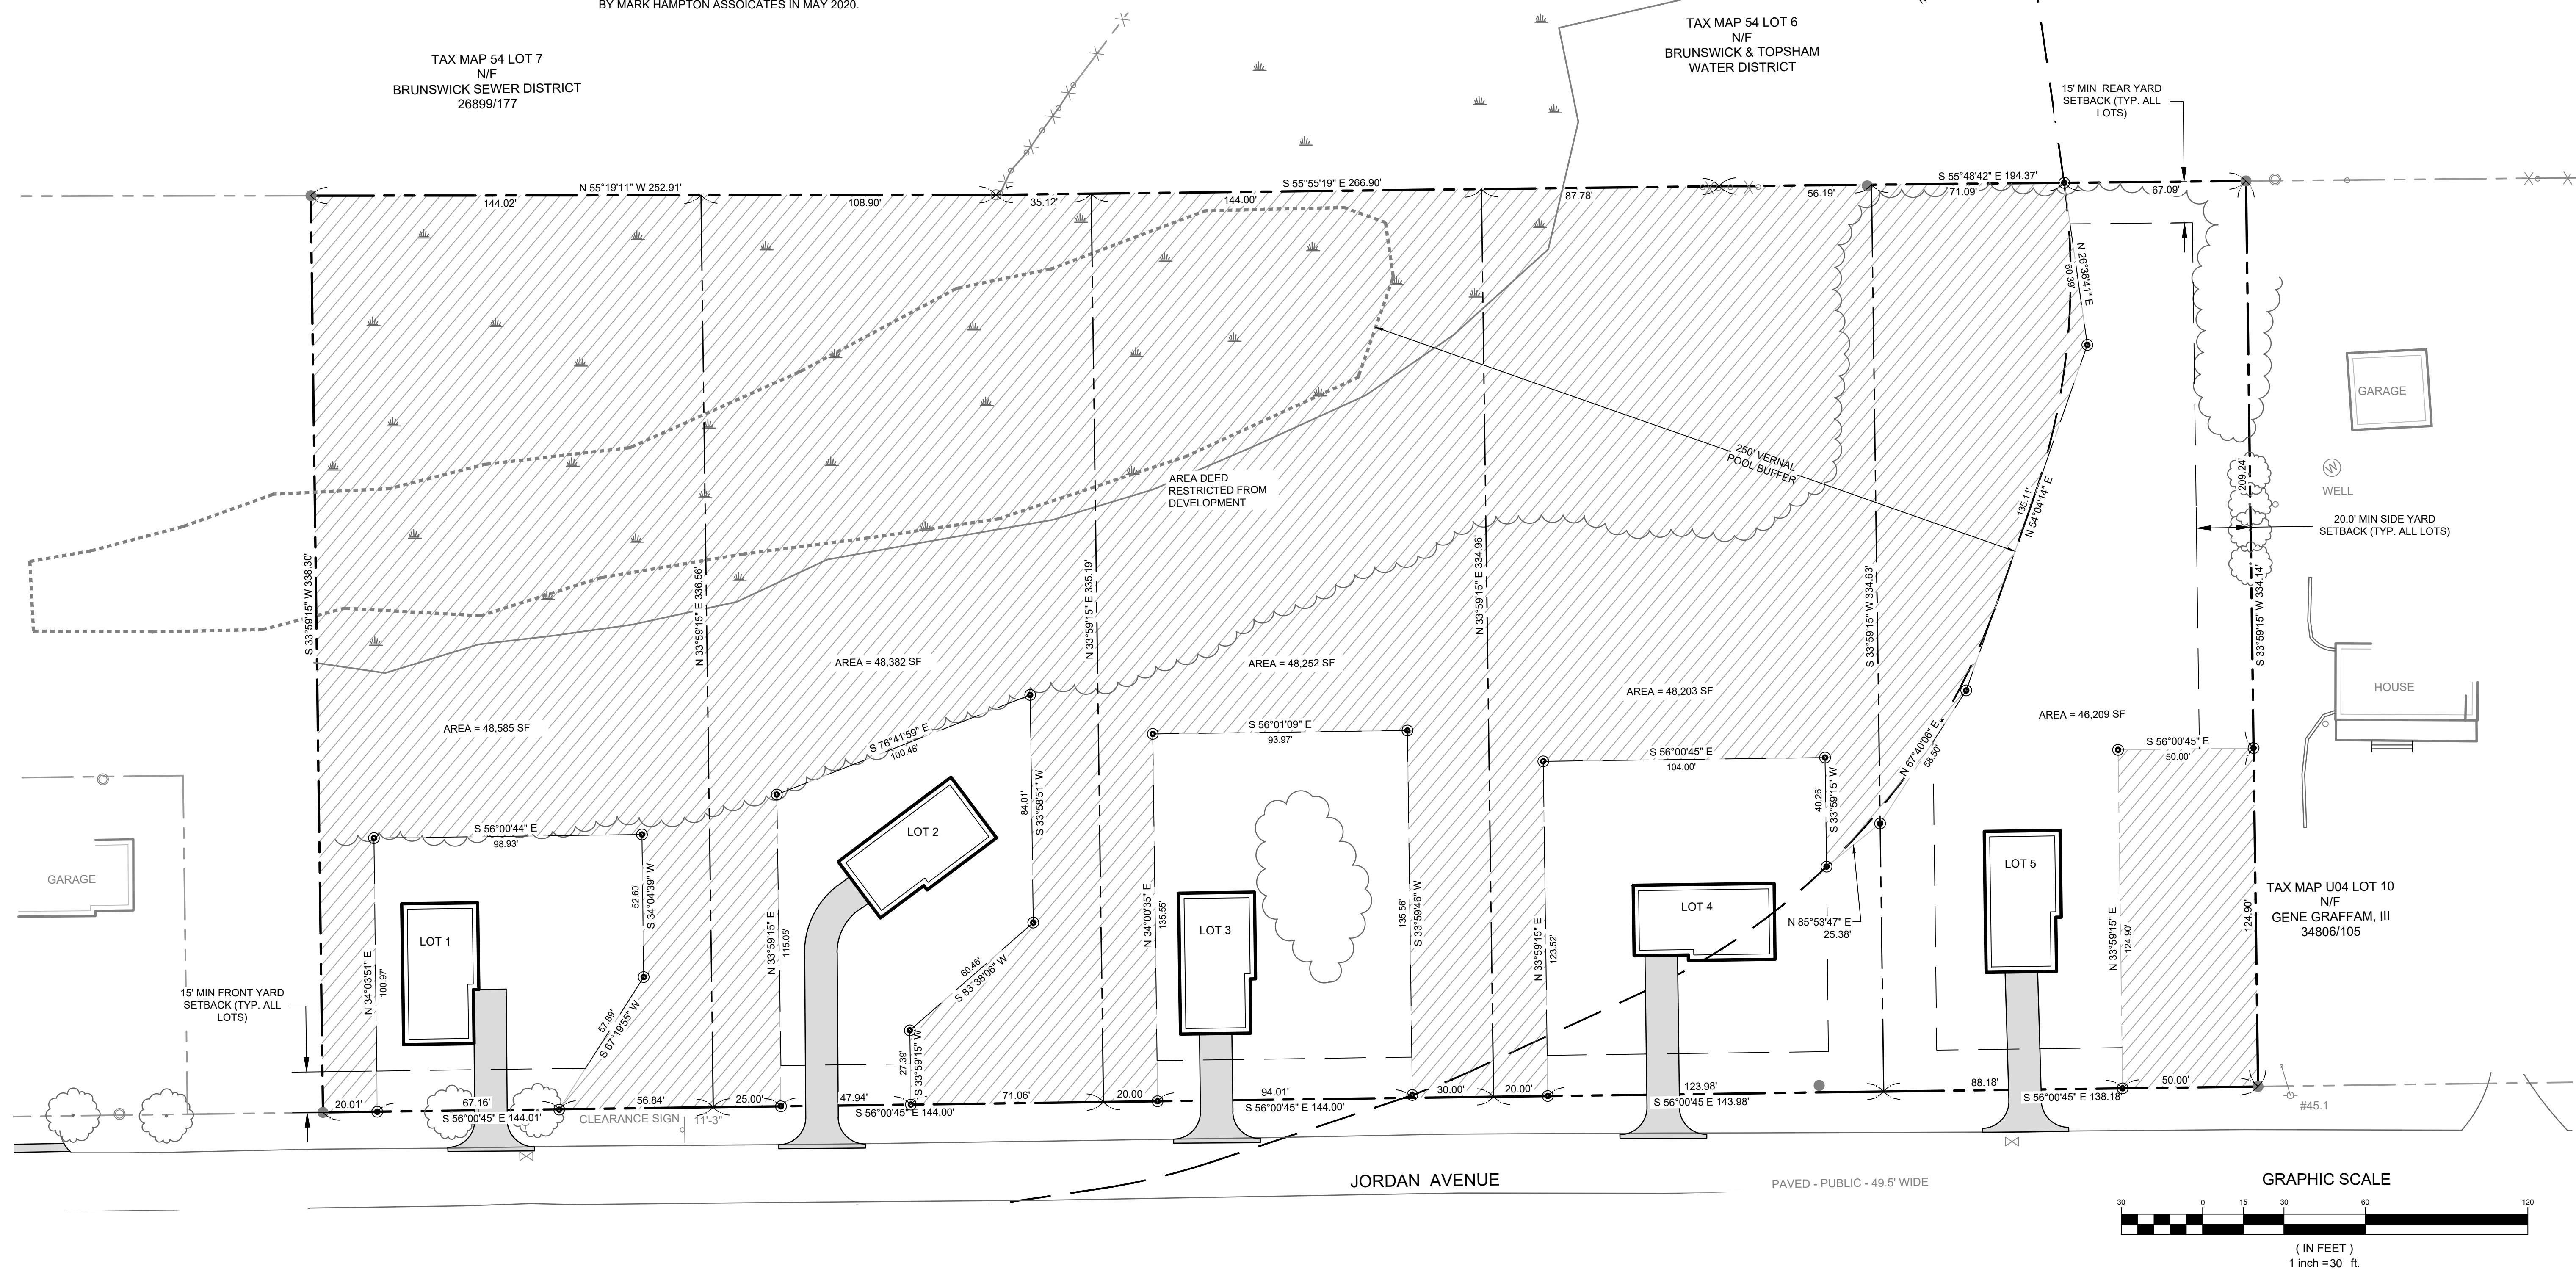 BY MARK HAMPTON ASSOICATES IN MAY 2020.
TAX MAP 54 LOT 7
N/F
BRUNSWICK SEWER DISTRICT
26899/177
TAX MAP 54 LOT 6
N/F
BRUNSWICK & TOPSHAM
WATER DISTRICT
15' MIN REAR YARD
SETBACK (TYP. ALL
LOTS)
N 55°19'11" W 252.91'
144.02'
108.90'
35.12'
S 55°55'19" E 266.90'
144.00'
87.78'
56.19'
S 55°48'42" E 194.37'
71.09'
67.09'
N 26°36'41" E
60.39'
GARAGE
WELL
W
209.24'
20.0' MIN SIDE YARD
SETBACK (TYP. ALL LOTS)
250' VERNAL
POOL BUFFER
AREA DEED
RESTRICTED FROM
DEVELOPMENT
135.11'
N 54°04'14" E
S 33°59'15" W 338.30'
N 33°59'15" E 336.56'
N 33°59'15" E 335.19'
N 33°59'15" E 334.96'
S 33°59'15" W 334.63'
S 33°59'15" W 334.14'
AREA = 48,585 SF
AREA = 48,382 SF
AREA = 48,252 SF
AREA = 48,203 SF
AREA = 46,209 SF
HOUSE
S 76°41'59" E
100.48'
S 56°01'09" E
93.97'
S 56°00'45" E
104.00'
N 67°40'06" E
58.50'
S 56°00'45" E
50.00'
S 56°00'44" E
98.93'
84.01'
S 33°58'51" W
40.26'
S 33°59'15" W
GARAGE
LOT 1
LOT 2
LOT 3
LOT 4
LOT 5
52.60'
S 34°04'39" W
N 34°03'51" E
100.97'
N 33°59'15" E
115.05'
60.46'
S 83°38'06" W
N 34°00'35" E
135.55'
135.56'
S 33°59'46" W
N 33°59'15" E
123.52'
N 85°53'47" E
25.38'
N 33°59'15" E
124.90'
124.90'
TAX MAP U04 LOT 10
N/F
GENE GRAFFAM, III
34806/105
15' MIN FRONT YARD
SETBACK (TYP. ALL
LOTS)
57.89'
S 67°19'55" W
27.39'
S 33°59'15" W
20.01'
67.16'
S 56°00'45" E 144.01'
56.84'
25.00'
47.94'
S 56°00'45" E 144.00'
71.06'
20.00
94.01'
S 56°00'45" E 144.00'
30.00'
20.00'
123.98'
S 56°00'45 E 143.98'
88.18'
S 56°00'45" E 138.18'
50.00'
CLEARANCE SIGN
11'-3"
#45.1
JORDAN AVENUE
PAVED - PUBLIC - 49.5' WIDE
GRAPHIC SCALE
30 0 15 30 60 120
( IN FEET )
1 inch =30 ft.